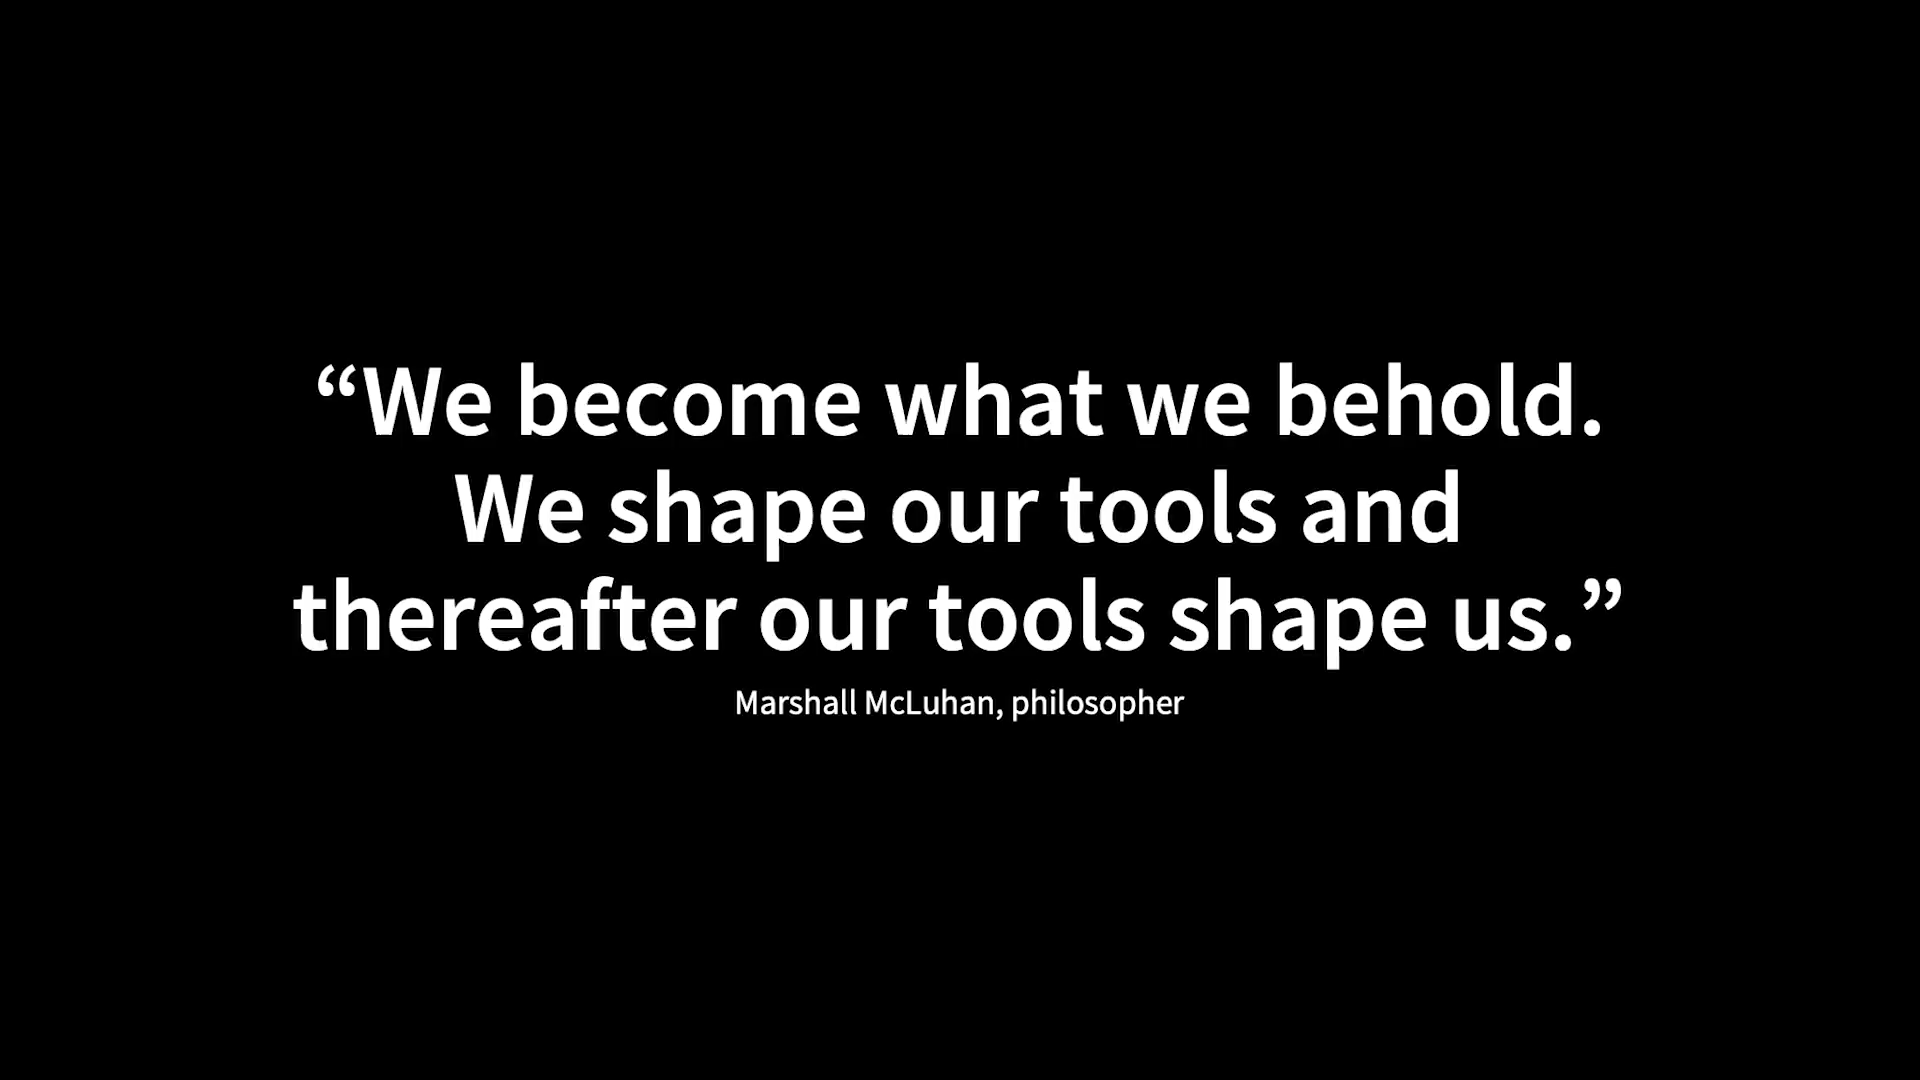 “We become what we behold.
We shape our tools and
thereafter our tools shape us.”
Marshall McLuhan, philosopher